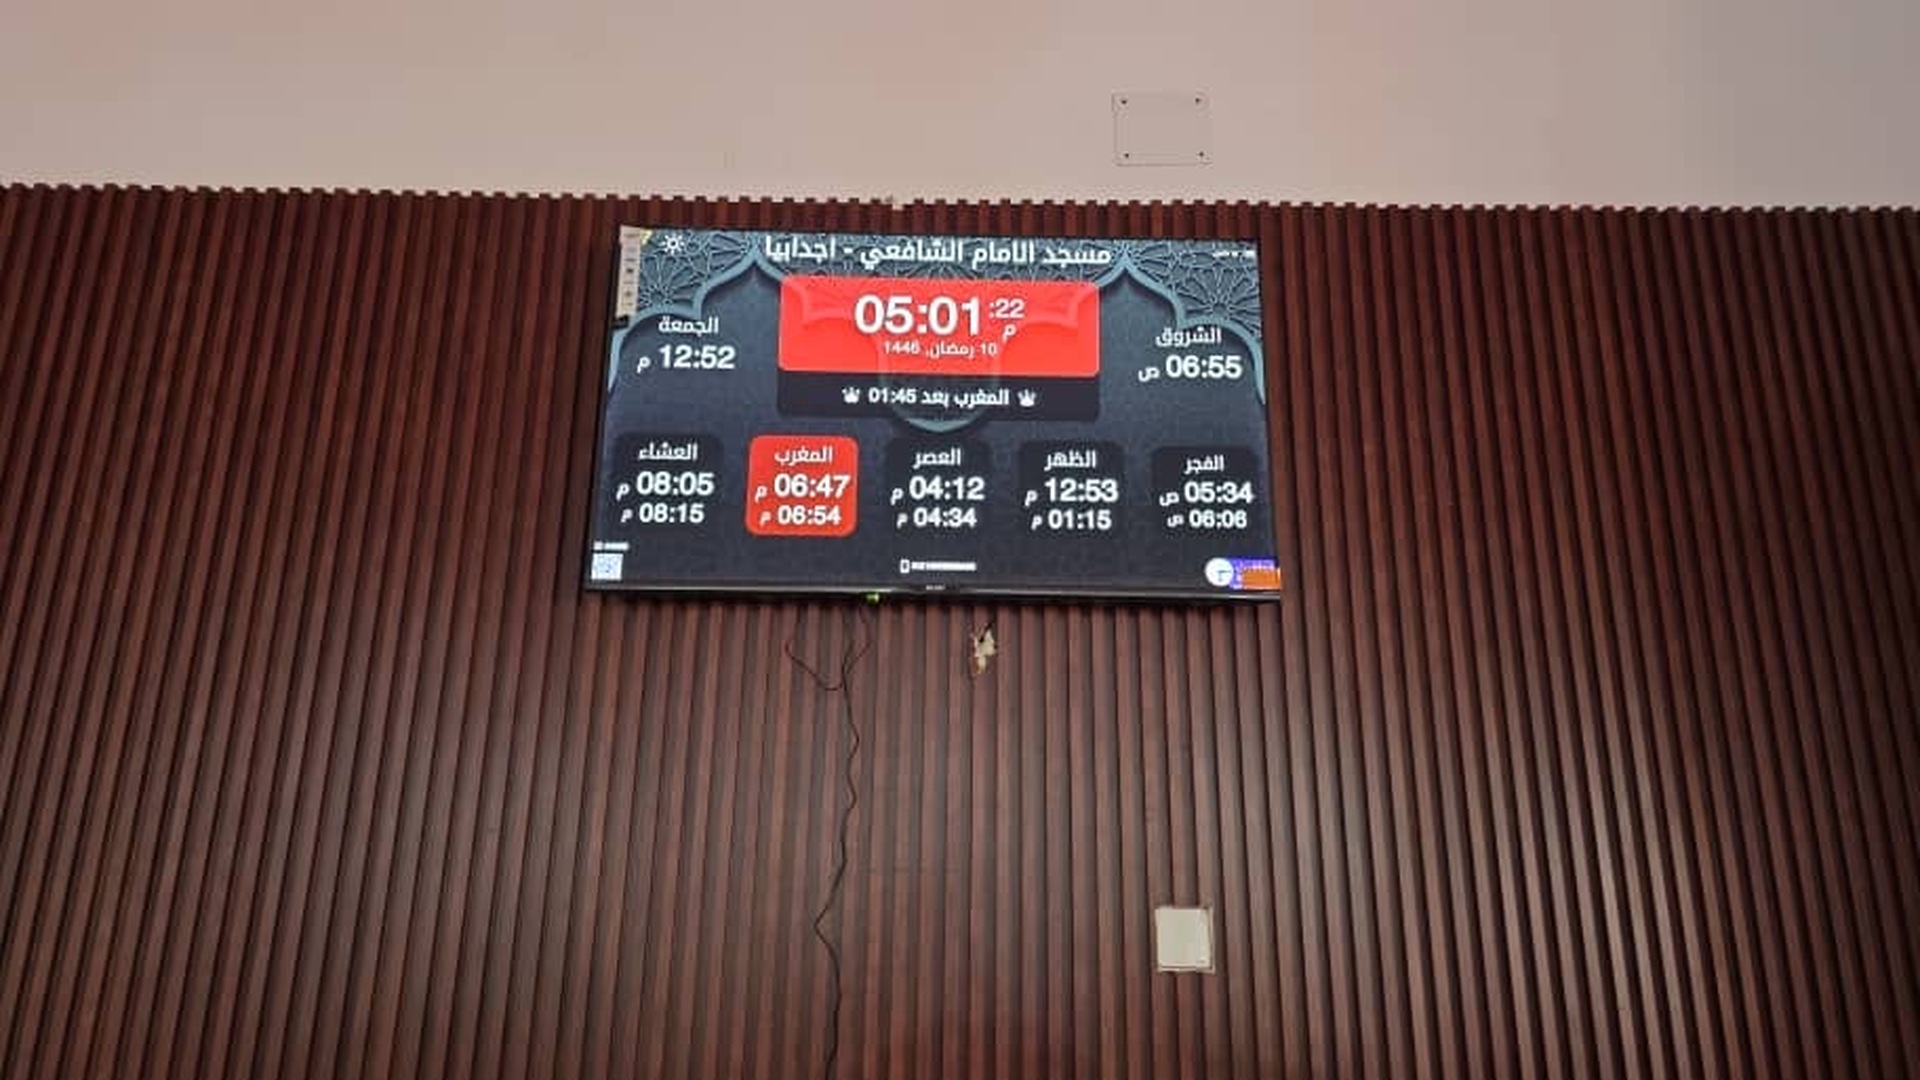 مسجد الامام الشافعي - اجدابيا
05:01:22 م
10 رمضان, 1446
المغرب بعد 01:45
الشروق
06:55 ص
الجمعة
12:52 م
الفجر
05:34 ص
06:06 ص
الظهر
12:53 م
01:15 م
العصر
04:12 م
04:34 م
المغرب
06:47 م
06:54 م
العشاء
08:05 م
08:15 م